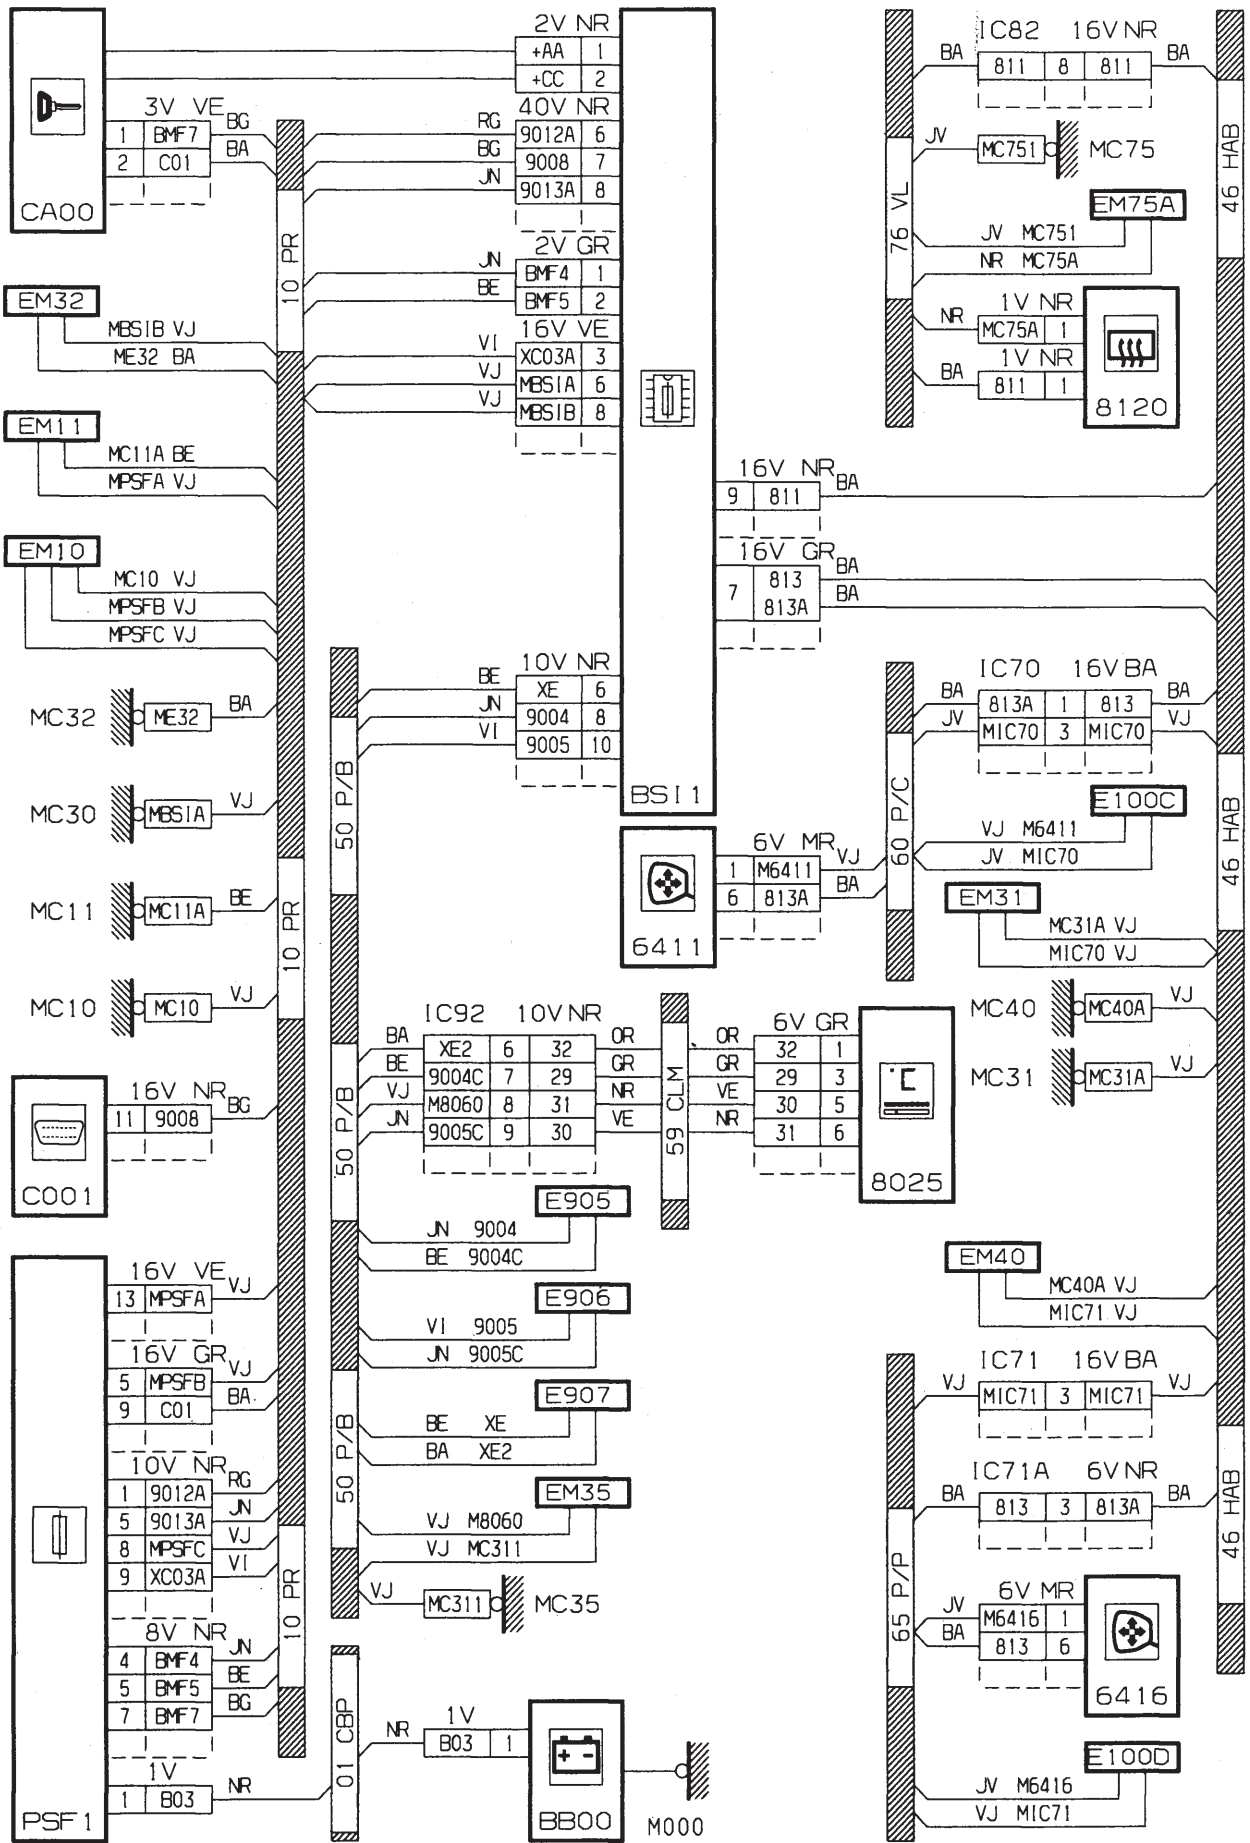 2V NR
+AA 1
+CC 2
40V NR
RG 9012A 6
BG 9008 7
JN 9013A 8
2V GR
JN BMF4 1
BE BMF5 2
16V VE
VI XC03A 3
VJ MBSIA 6
VJ MBSIB 8
3V VE
1 BMF7 BG
2 C01 BA
CA00
10 PR
EM32
MBSIB VJ
ME32 BA
EM11
MC11A BE
MPSFA VJ
EM10
MC10 VJ
MPSFB VJ
MPSFC VJ
MC32 ME32 BA
MC30 MBSIA VJ
MC11 MC11A BE
MC10 MC10 VJ
10 PR
16V NR
11 9008 BG
C001
16V VE
13 MPSFA VJ
16V GR
5 MPSFB VJ
9 C01 BA
10V NR
1 9012A RG
5 9013A JN
8 MPSFC VJ
9 XC03A VI
8V NR
4 BMF4 JN
5 BMF5 BE
7 BMF7 BG
1V
1 B03 NR
PSF1
10 PR
10V NR
BE XE 6
JN 9004 8
VI 9005 10
BSI1
50 P/B
16V NR
9 811 BA
16V GR
7 813 BA
813A BA
6V MR
1 M6411 VJ
6 813A BA
6411
IC92 10V NR
BA XE2 6 32 OR
BE 9004C 7 29 GR
VJ M8060 8 31 NR
JN 9005C 9 30 VE
50 P/B
59 CLM
6V GR
OR 32 1
GR 29 3
VE 30 5
NR 31 6
°C
8025
E905
JN 9004
BE 9004C
E906
VI 9005
JN 9005C
E907
BE XE
BA XE2
50 P/B
EM35
VJ M8060
VJ MC311
VJ MC311 MC35
01 CBP
1V
NR B03 1
+ -
BB00
M000
IC82 16V NR
BA 811 8 811 BA
JV MC751 MC75
EM75A
JV MC751
NR MC75A
76 VL
46 HAB
1V NR
NR MC75A 1
1V NR
BA 811 1
8120
IC70 16V BA
BA 813A 1 813 BA
JV MIC70 3 MIC70 VJ
60 P/C
E100C
VJ M6411
JV MIC70
46 HAB
EM31
MC31A VJ
MIC70 VJ
MC40 MC40A VJ
MC31 MC31A VJ
EM40
MC40A VJ
MIC71 VJ
IC71 16V BA
VJ MIC71 3 MIC71 VJ
IC71A 6V NR
BA 813 3 813A BA
46 HAB
65 P/P
6V MR
JV M6416 1
BA 813 6
6416
E100D
JV M6416
VJ MIC71